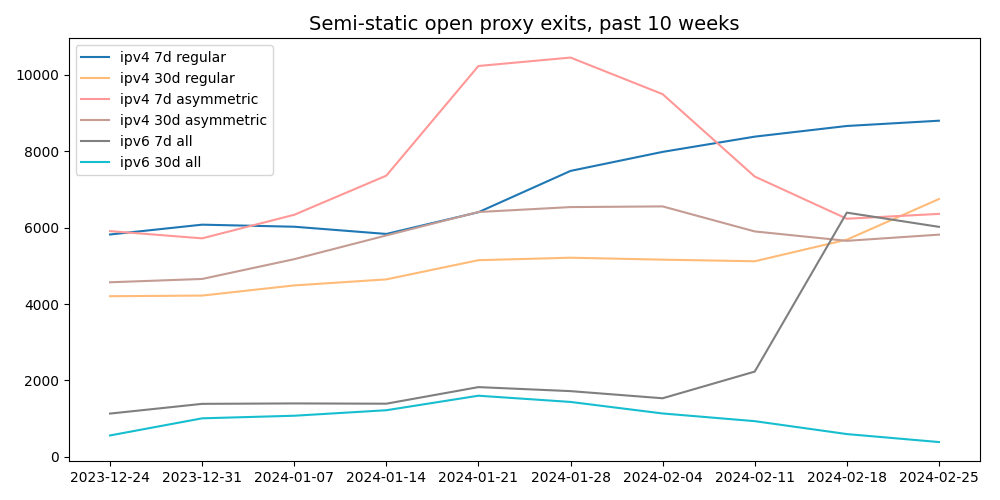 Semi-static open proxy exits, past 10 weeks
ipv4 7d regular
ipv4 30d regular
ipv4 7d asymmetric
ipv4 30d asymmetric
ipv6 7d all
ipv6 30d all
10000
8000
6000
4000
2000
0
2023-12-24 2023-12-31 2024-01-07 2024-01-14 2024-01-21 2024-01-28 2024-02-04 2024-02-11 2024-02-18 2024-02-25